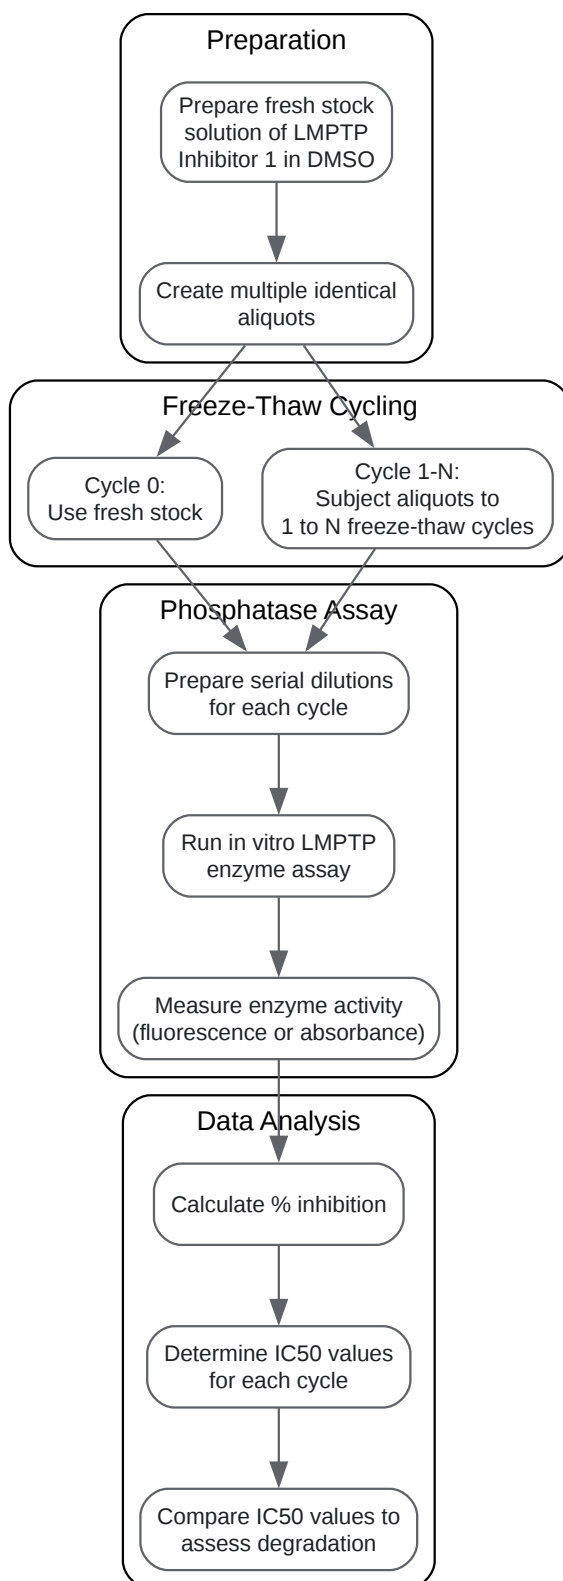 Preparation
Prepare fresh stock
solution of LMPTP
Inhibitor 1 in DMSO
Create multiple identical
aliquots
Freeze-Thaw Cycling
Cycle 0:
Use fresh stock
Cycle 1-N:
Subject aliquots to
1 to N freeze-thaw cycles
Phosphatase Assay
Prepare serial dilutions
for each cycle
Run in vitro LMPTP
enzyme assay
Measure enzyme activity
(fluorescence or absorbance)
Data Analysis
Calculate % inhibition
Determine IC50 values
for each cycle
Compare IC50 values to
assess degradation